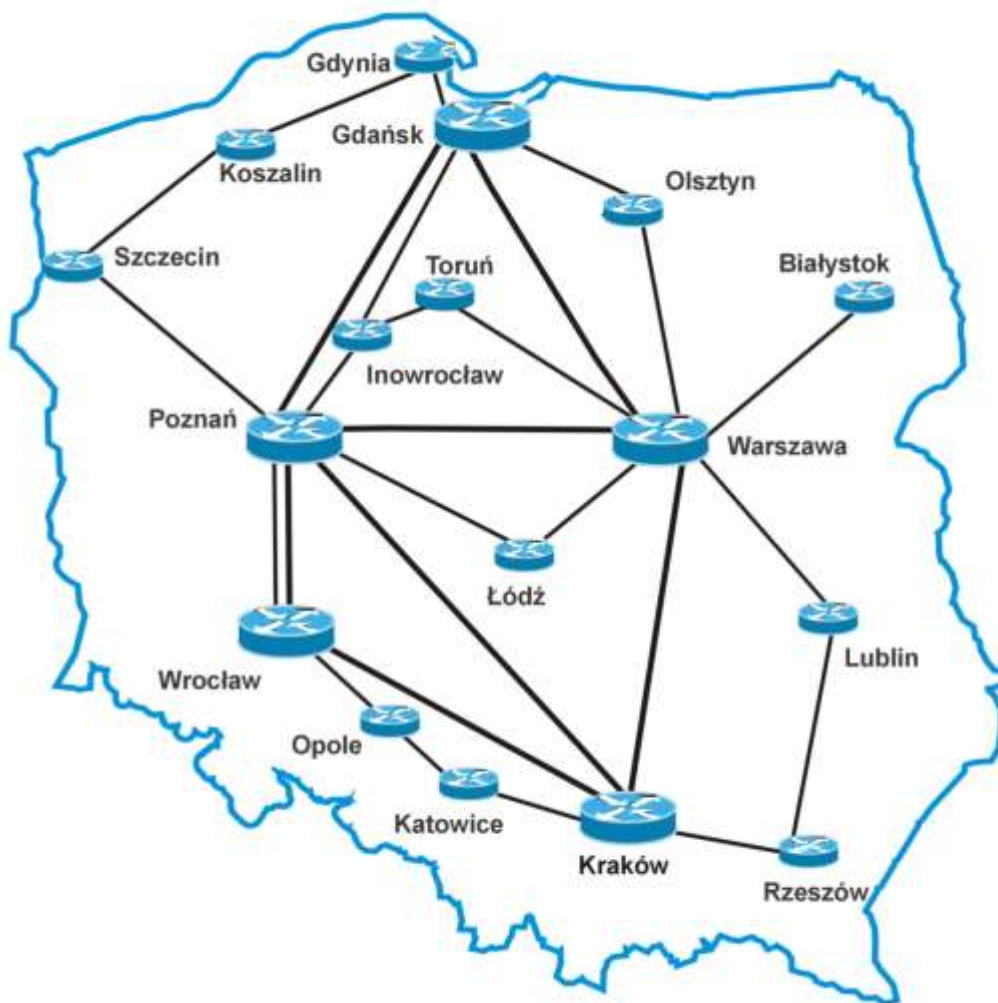 Gdynia
Gdańsk
Koszalin
Olsztyn
Szczecin
Toruń
Białystok
Inowrocław
Poznań
Warszawa
Łódź
Lublin
Wrocław
Opole
Katowice
Kraków
Rzeszów